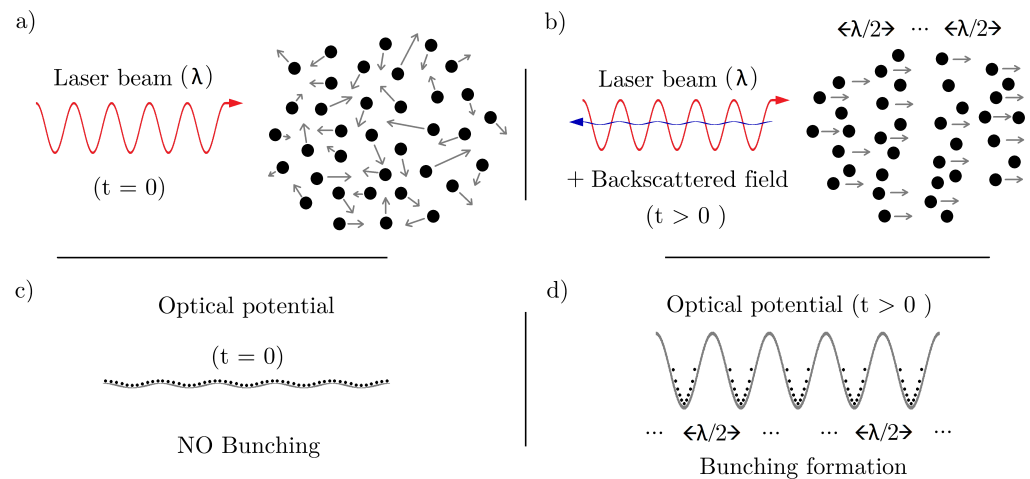 a)
Laser beam (λ)
(t = 0)
b)
λ/2 ··· λ/2
Laser beam (λ)
+ Backscattered field
(t > 0 )
c)
Optical potential
(t = 0)
NO Bunching
d)
Optical potential (t > 0 )
··· λ/2 ··· ··· λ/2 ···
Bunching formation